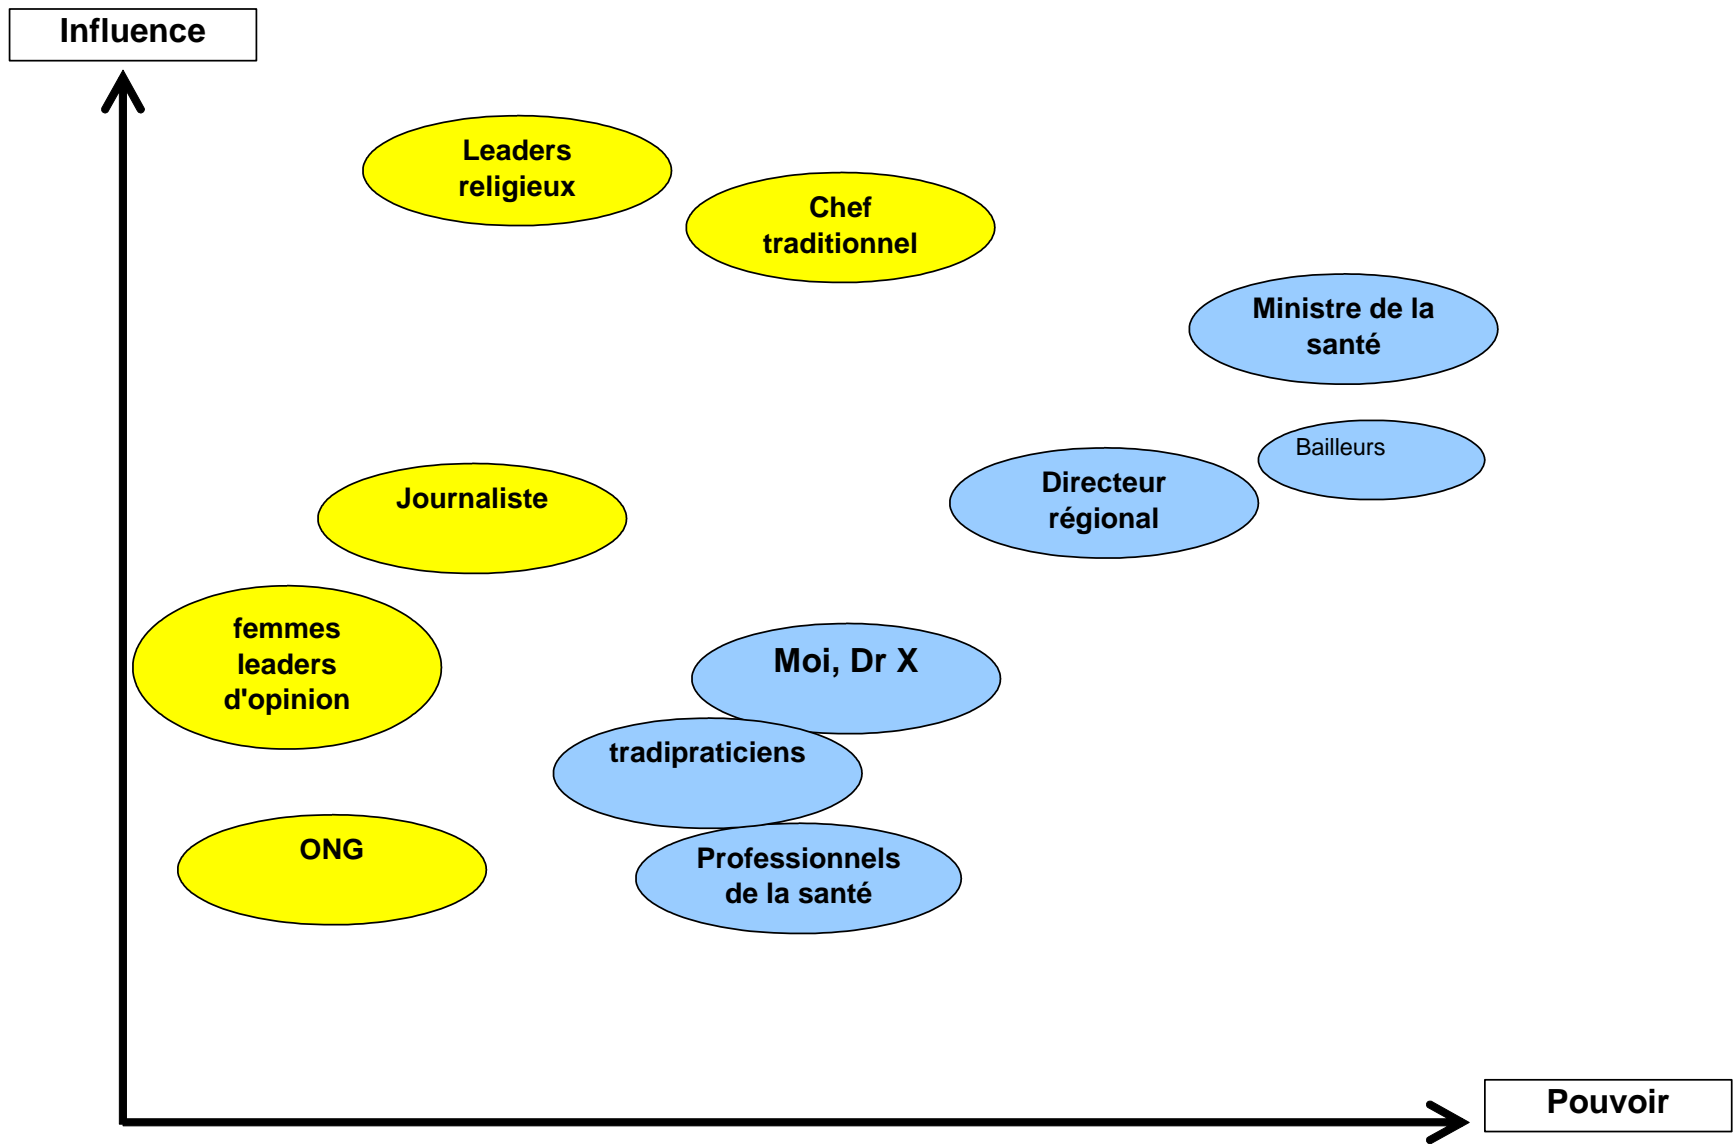 Influence
Leaders
religieux
Chef
traditionnel
Ministre de la
santé
Bailleurs
Directeur
régional
Journaliste
femmes
leaders
d'opinion
Moi, Dr X
tradipraticiens
ONG
Professionnels
de la santé
Pouvoir